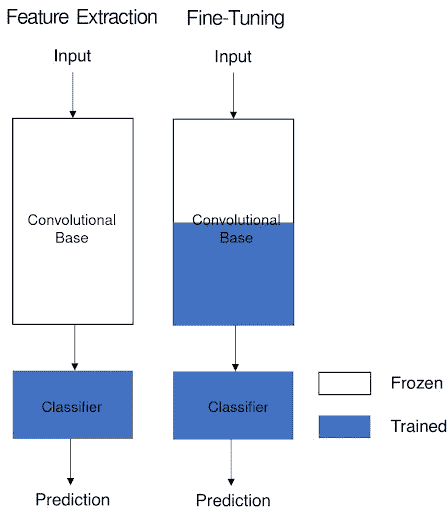 Feature Extraction
Fine-Tuning
Input
Input
Convolutional
Base
Convolutional
Base
Classifier
Classifier
Frozen
Trained
Prediction
Prediction